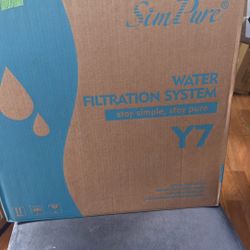 SimPure®
WATER
FILTRATION SYSTEM
stay simple, stay pure
Y7